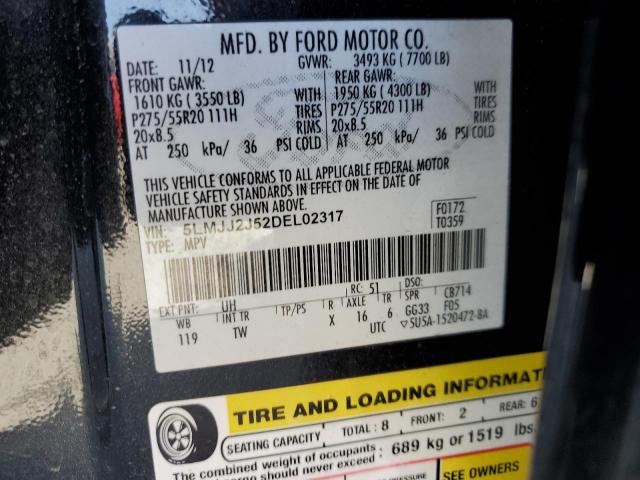 MFD. BY FORD MOTOR CO.
DATE: 11/12 GVWR: 3493 KG ( 7700 LB)
FRONT GAWR: REAR GAWR:
1610 KG ( 3550 LB) WITH 1950 KG ( 4300 LB) WITH
P275/55R20 111H TIRES P275/55R20 111H TIRES
20x8.5 RIMS 20x8.5 RIMS
AT 250 kPa/ 36 PSI COLD AT 250 kPa/ 36 PSI COLD
THIS VEHICLE CONFORMS TO ALL APPLICABLE FEDERAL MOTOR
VEHICLE SAFETY STANDARDS IN EFFECT ON THE DATE OF
MANUFACTURE SHOWN ABOVE.
VIN: 5LMJJ2J52DEL02317 F0172
TYPE: MPV T0359
EXT PNT: UH RC: 51 DSO:
WB INT TR TP/PS R AXLE TR SPR CB714
119 TW X 16 6 GG33 F05
UTC ▽5U5A-1520472-BA
TIRE AND LOADING INFORMAT
SEATING CAPACITY TOTAL : 8 FRONT: 2 REAR: 6
The combined weight of occupants : 689 kg or 1519 lbs.
cargo should never exceed :
PRESSURE SEE OWNERS